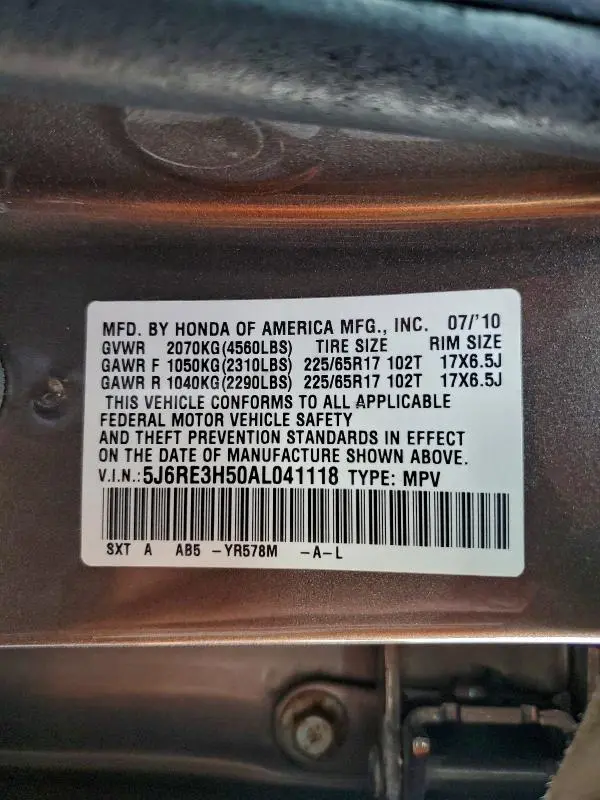 MFD. BY HONDA OF AMERICA MFG., INC. 07/'10
GVWR 2070KG(4560LBS) TIRE SIZE RIM SIZE
GAWR F 1050KG(2310LBS) 225/65R17 102T 17X6.5J
GAWR R 1040KG(2290LBS) 225/65R17 102T 17X6.5J
THIS VEHICLE CONFORMS TO ALL APPLICABLE
FEDERAL MOTOR VEHICLE SAFETY
AND THEFT PREVENTION STANDARDS IN EFFECT
ON THE DATE OF MANUFACTURE SHOWN ABOVE.
V.I.N.: 5J6RE3H50AL041118 TYPE: MPV
SXT A AB5 -YR578M -A-L